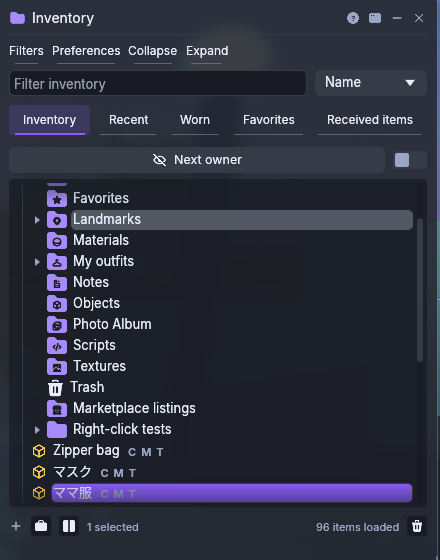 Inventory
Filters Preferences Collapse Expand
Filter inventory Name
Inventory Recent Worn Favorites Received items
Next owner
Favorites
Landmarks
Materials
My outfits
Notes
Objects
Photo Album
Scripts
Textures
Trash
Marketplace listings
Right-click tests
Zipper bag C M T
マスク C M T
ママ服 C M T
1 selected 96 items loaded